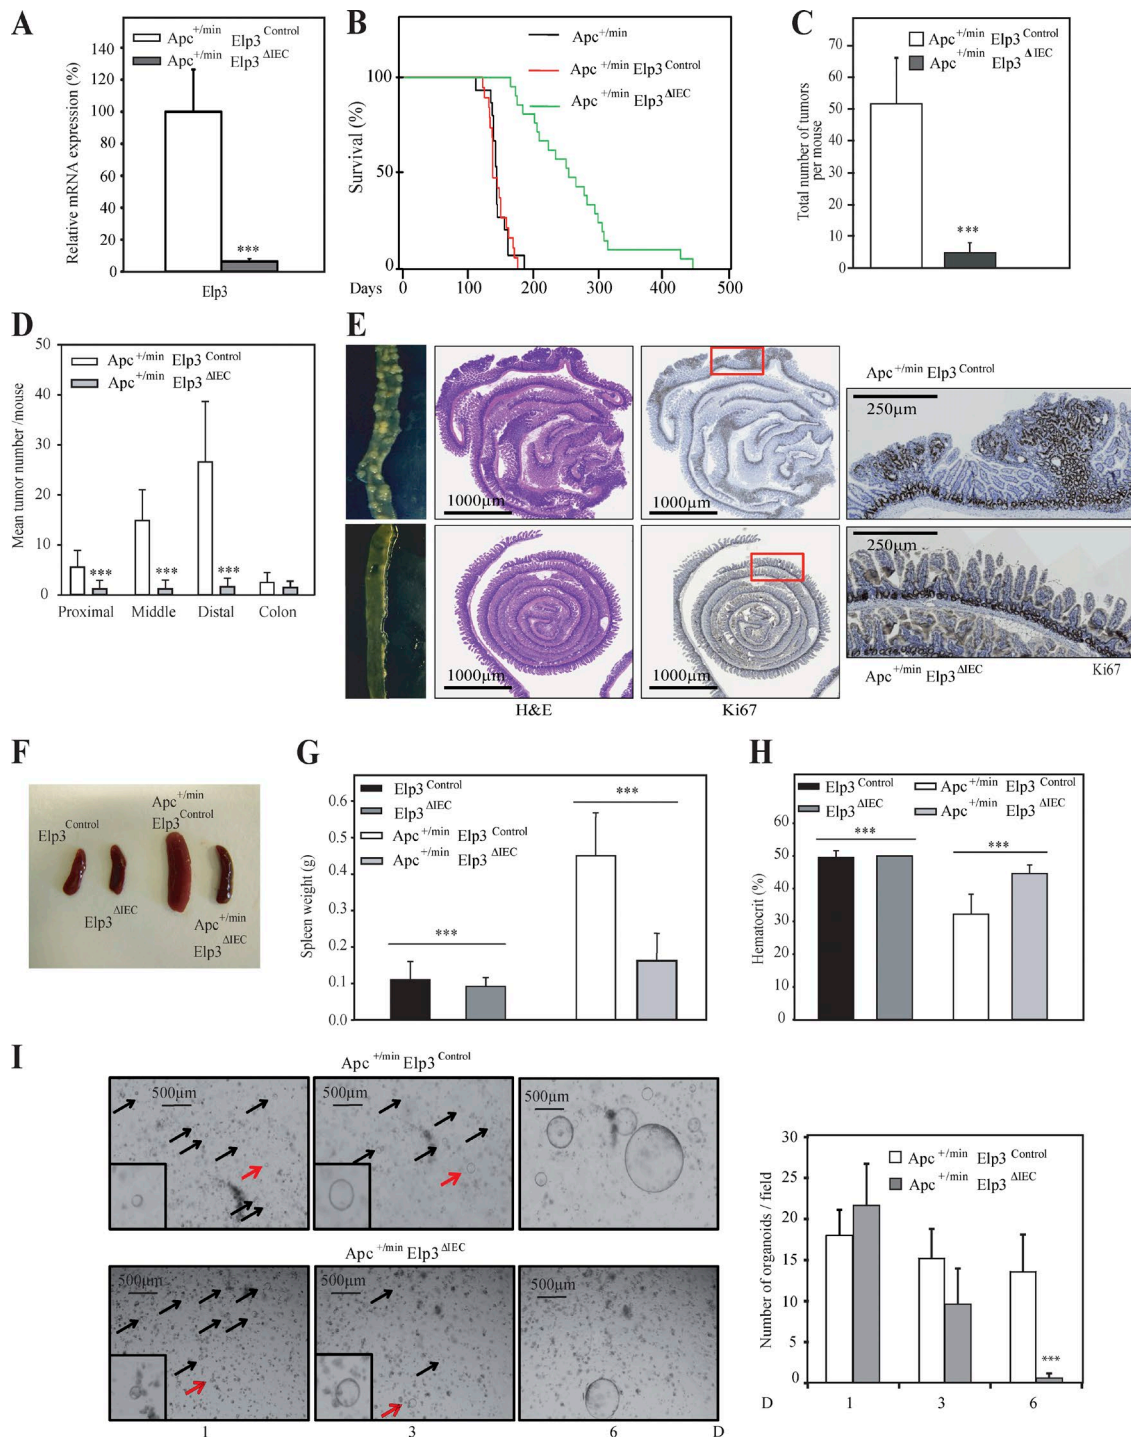 A
Apc+/min Elp3Control
Apc+/min Elp3ΔIEC
Relative mRNA expression (%)
140
120
100
80
60
40
20
0
***
Elp3
B
Apc+/min
Apc+/min Elp3Control
Apc+/min Elp3ΔIEC
Survival (%)
100
50
0
Days 0 100 200 300 400 500
C
Apc+/min Elp3Control
Apc+/min Elp3ΔIEC
Total number of tumors
per mouse
70
60
50
40
30
20
10
0
***
D
Apc+/min Elp3Control
Apc+/min Elp3ΔIEC
Mean tumor number /mouse
50
40
30
20
10
0
*** *** ***
Proximal Middle Distal Colon
E
Apc+/min Elp3Control
250µm
1000µm 1000µm
250µm
1000µm 1000µm
Apc+/min Elp3ΔIEC Ki67
H&E Ki67
F
Apc+/min
Elp3Control Elp3Control
Elp3ΔIEC
Apc+/min
Elp3ΔIEC
G
Elp3Control
Elp3ΔIEC
Apc+/min Elp3Control
Apc+/min Elp3ΔIEC
Spleen weight (g)
0.6
0.5
0.4
0.3
0.2
0.1
0.0
***
***
H
Elp3Control Apc+/min Elp3Control
Elp3ΔIEC Apc+/min Elp3ΔIEC
Hematocrit (%)
60
50
40
30
20
10
0
*** ***
I
Apc+/min Elp3Control
500µm 500µm 500µm
Apc+/min Elp3ΔIEC
500µm 500µm 500µm
1 3 6 D
Apc+/min Elp3Control
Apc+/min Elp3ΔIEC
Number of organoids / field
30
25
20
15
10
5
0
***
D 1 3 6